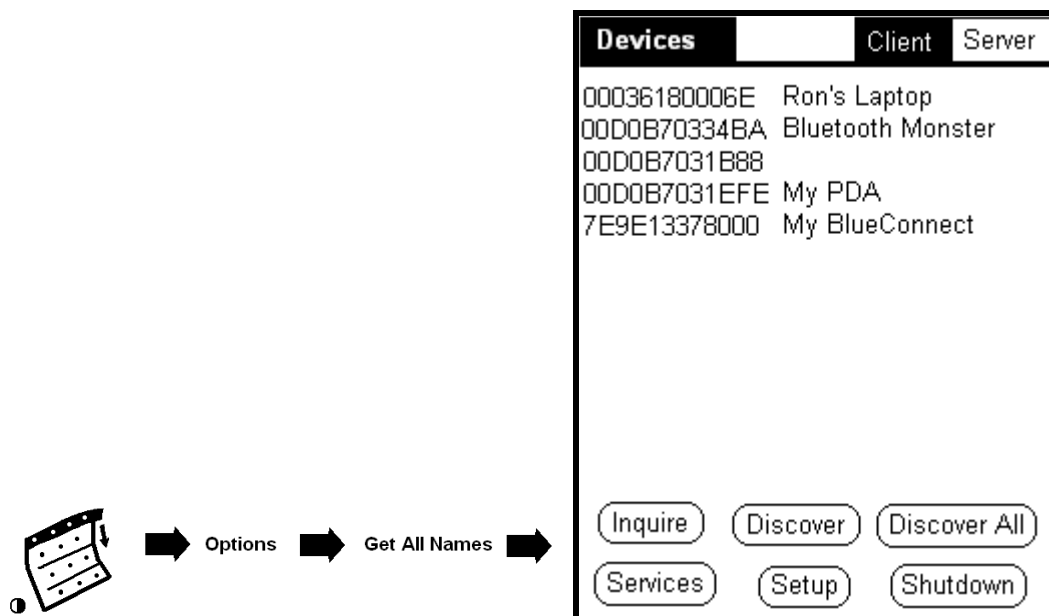 Devices Client Server
00036180006E Ron's Laptop
00D0B70334BA Bluetooth Monster
00D0B7031B88
00D0B7031EFE My PDA
7E9E13378000 My BlueConnect
Inquire Discover Discover All
Options Get All Names
Services Setup Shutdown